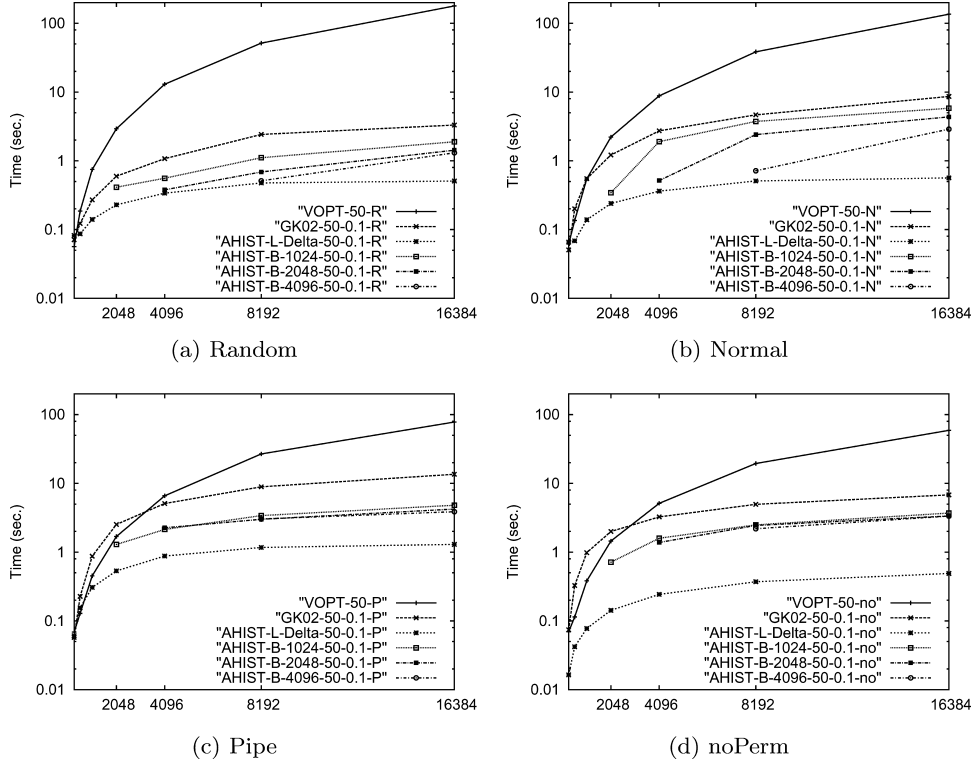 100
10
1
0.1
0.01
Time (sec.)
"VOPT-50-R"
"GK02-50-0.1-R"
"AHIST-L-Delta-50-0.1-R"
"AHIST-B-1024-50-0.1-R"
"AHIST-B-2048-50-0.1-R"
"AHIST-B-4096-50-0.1-R"
2048 4096 8192 16384
(a) Random
100
10
1
0.1
0.01
Time (sec.)
"VOPT-50-N"
"GK02-50-0.1-N"
"AHIST-L-Delta-50-0.1-N"
"AHIST-B-1024-50-0.1-N"
"AHIST-B-2048-50-0.1-N"
"AHIST-B-4096-50-0.1-N"
2048 4096 8192 16384
(b) Normal
100
10
1
0.1
0.01
Time (sec.)
"VOPT-50-P"
"GK02-50-0.1-P"
"AHIST-L-Delta-50-0.1-P"
"AHIST-B-1024-50-0.1-P"
"AHIST-B-2048-50-0.1-P"
"AHIST-B-4096-50-0.1-P"
2048 4096 8192 16384
(c) Pipe
100
10
1
0.1
0.01
Time (sec.)
"VOPT-50-no"
"GK02-50-0.1-no"
"AHIST-L-Delta-50-0.1-no"
"AHIST-B-1024-50-0.1-no"
"AHIST-B-2048-50-0.1-no"
"AHIST-B-4096-50-0.1-no"
2048 4096 8192 16384
(d) noPerm